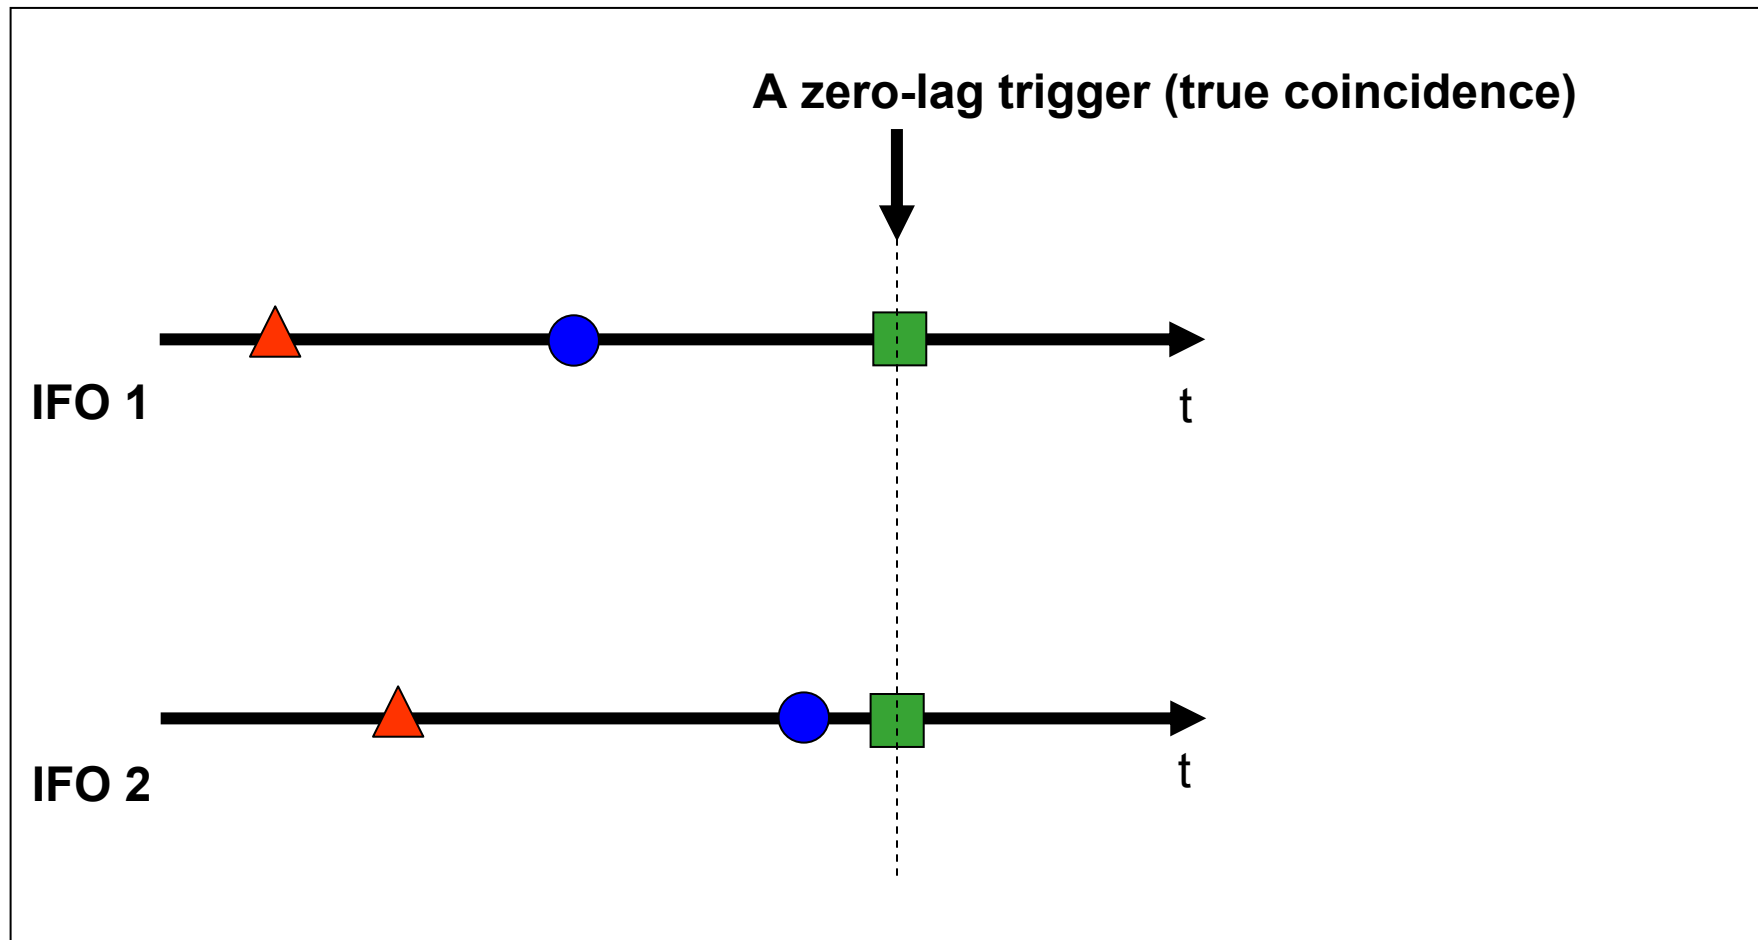 A zero-lag trigger (true coincidence)
IFO 1
t
IFO 2
t